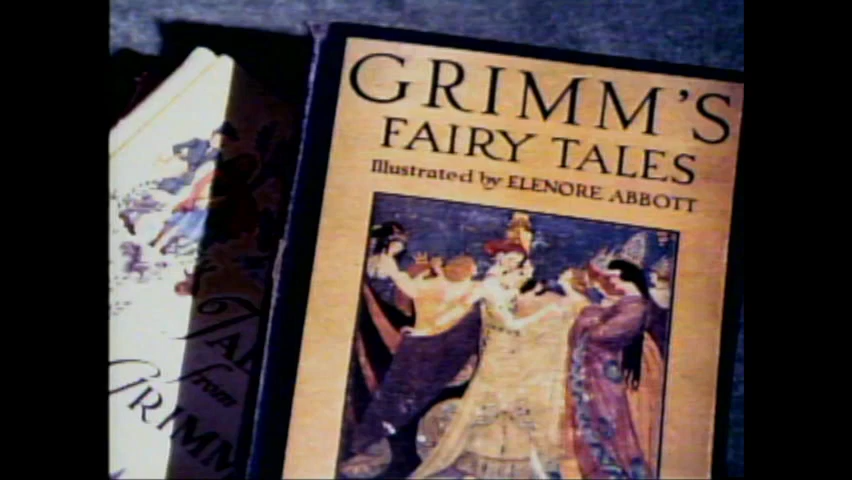 GRIMM'S
FAIRY TALES
Illustrated by ELENORE ABBOTT
TALES
from
GRIMM